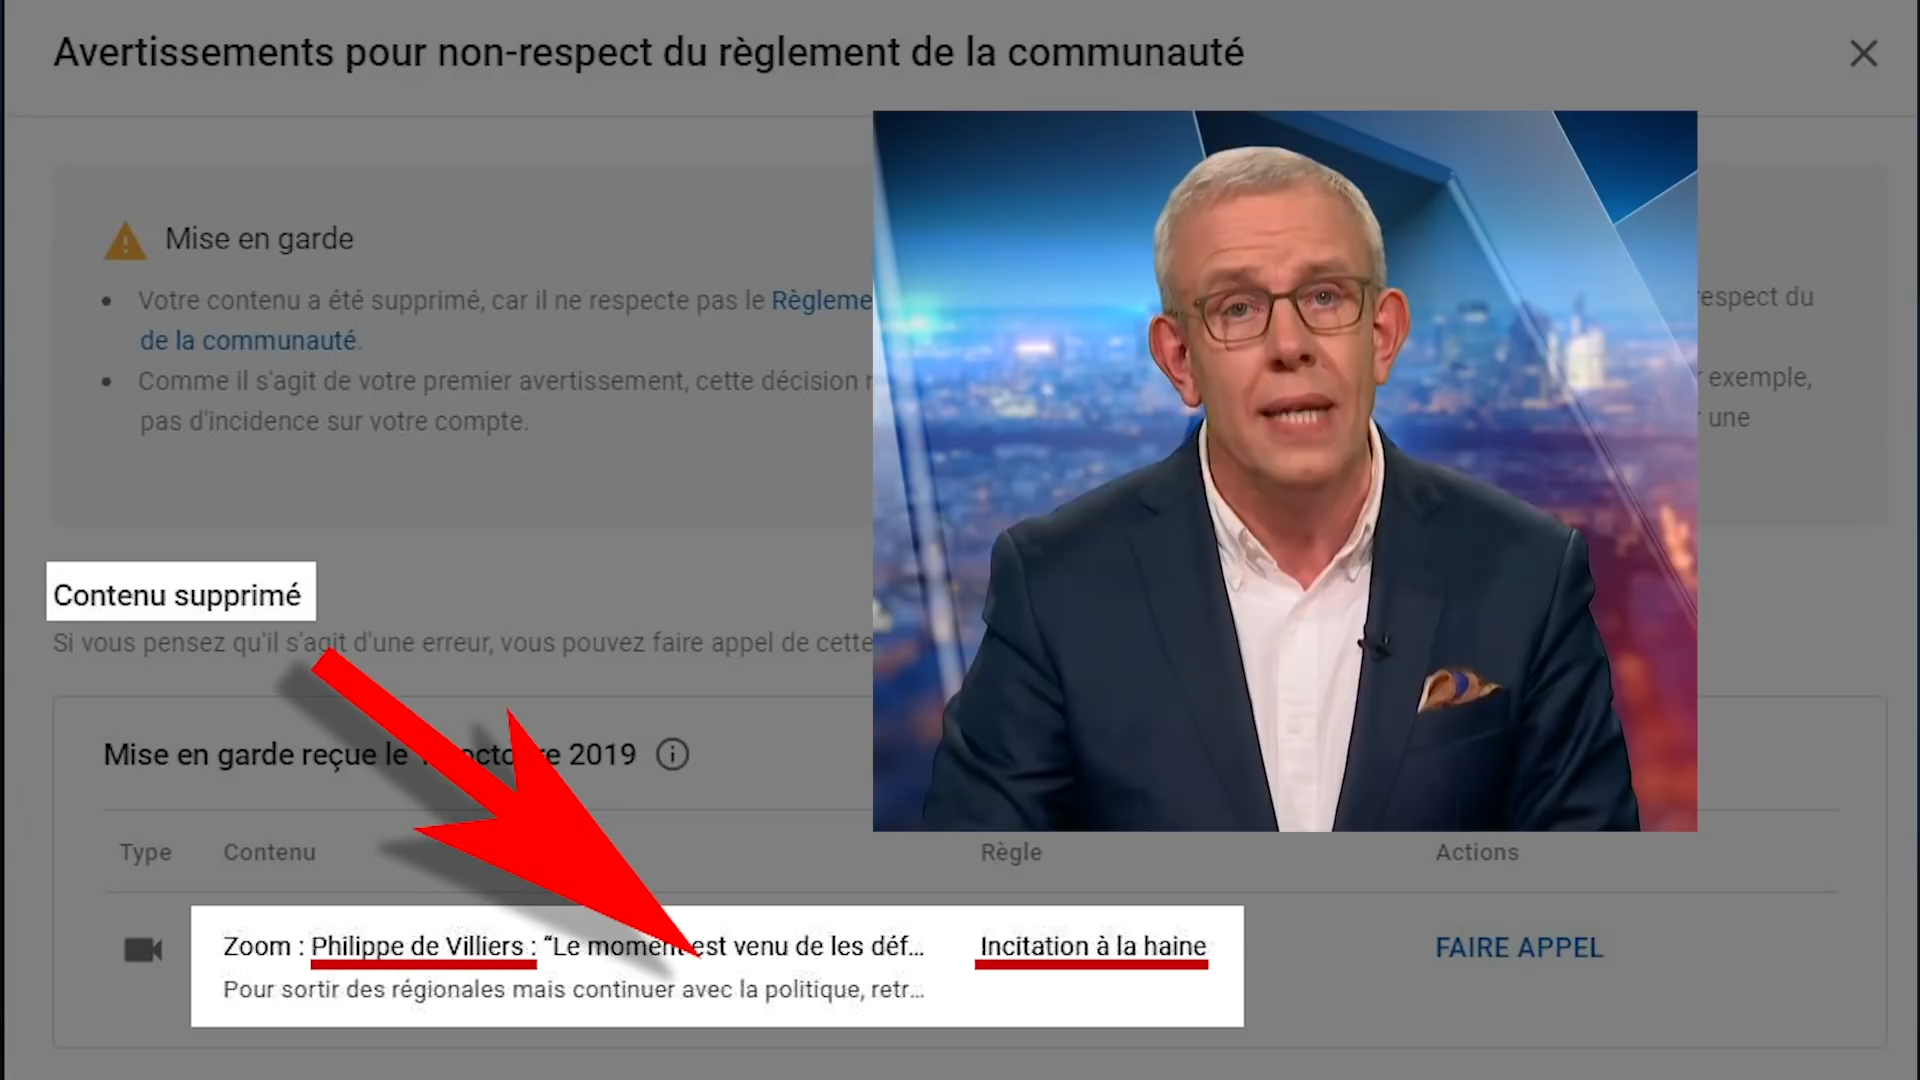 Avertissements pour non-respect du règlement de la communauté
Mise en garde
Votre contenu a été supprimé, car il ne respecte pas le Règleme
de la communauté.
Comme il s'agit de votre premier avertissement, cette décision
pas d'incidence sur votre compte.
respect du
exemple,
une
Contenu supprimé
Si vous pensez qu'il s'agit d'une erreur, vous pouvez faire appel de cette
Mise en garde reçue le octobre 2019
Type Contenu Règle Actions
Zoom : Philippe de Villiers : “Le moment est venu de les déf... Incitation à la haine FAIRE APPEL
Pour sortir des régionales mais continuer avec la politique, retr...